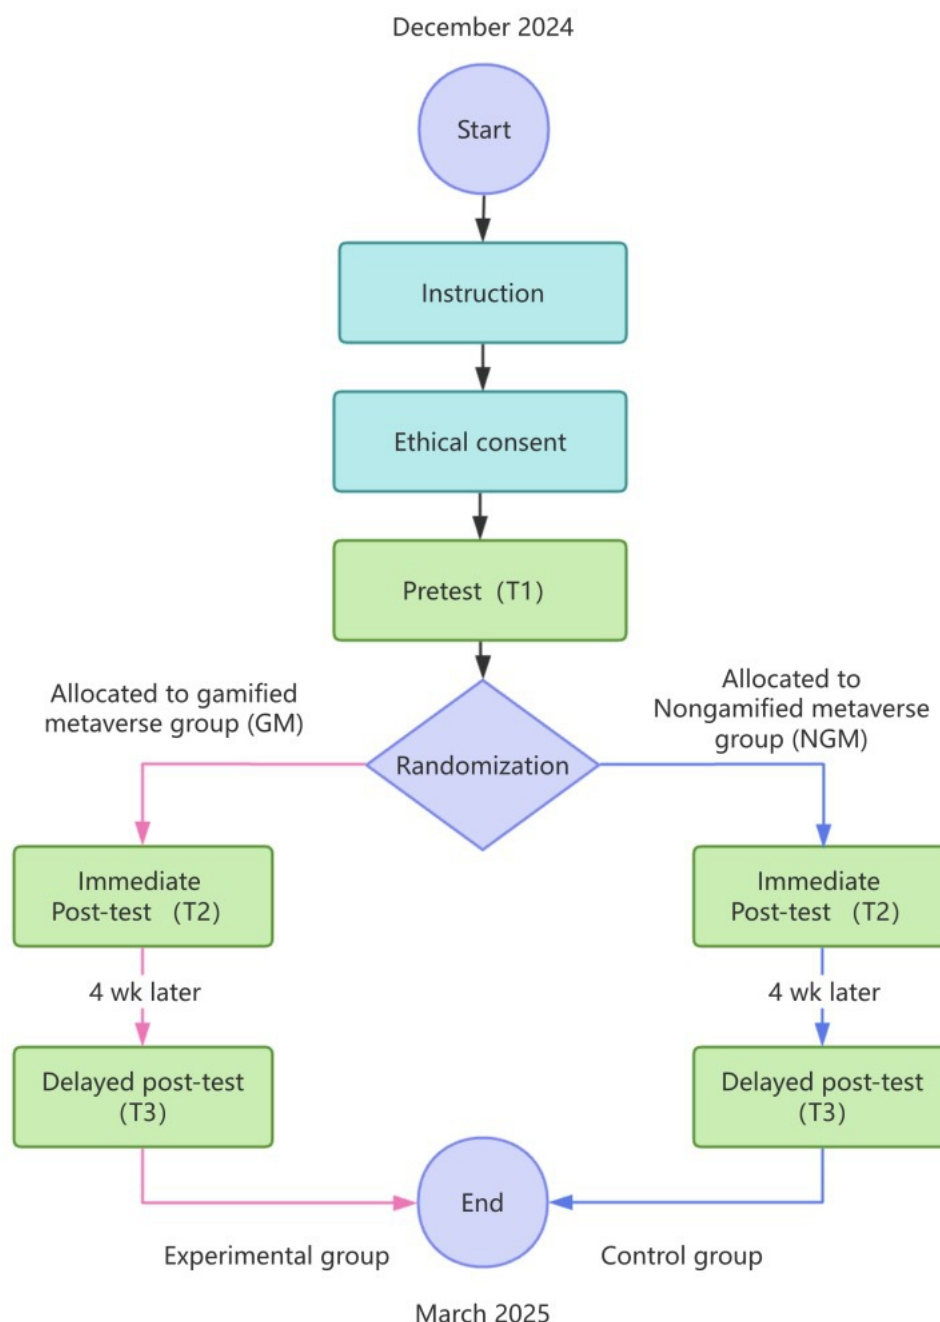 December 2024
Start
Instruction
Ethical consent
Pretest（T1）
Allocated to gamified
metaverse group (GM)
Allocated to
Nongamified metaverse
group (NGM)
Randomization
Immediate
Post-test （T2）
Immediate
Post-test （T2）
4 wk later
4 wk later
Delayed post-test
（T3）
Delayed post-test
（T3）
End
Experimental group
Control group
March 2025